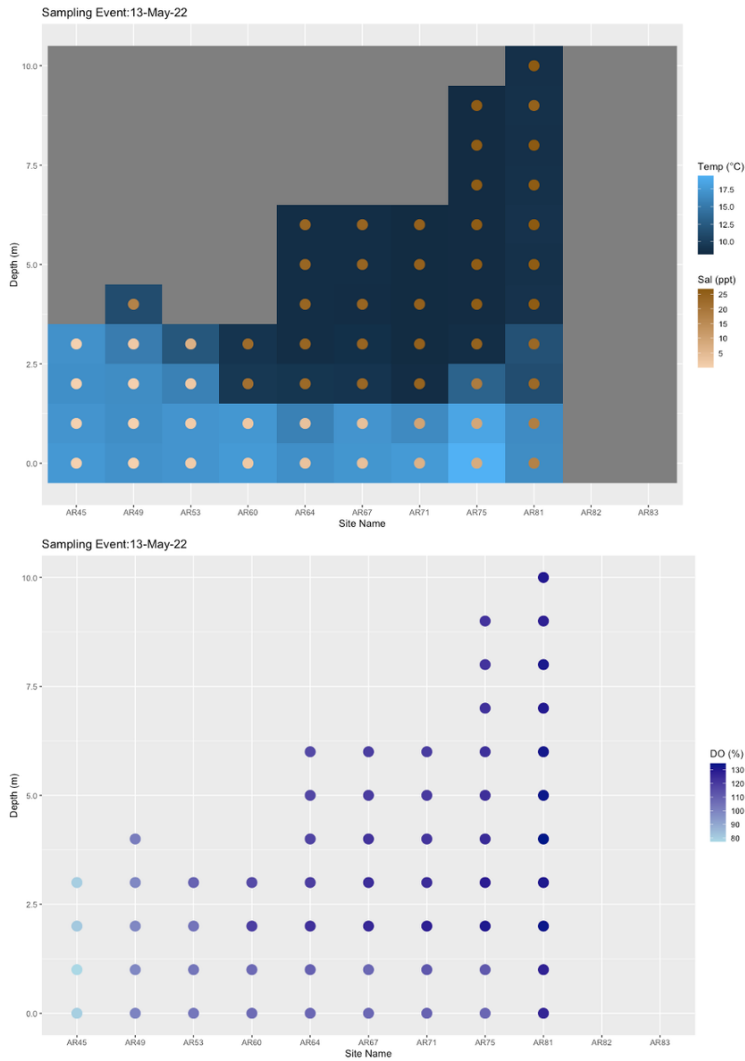 Sampling Event:13-May-22
10.0
7.5
5.0
2.5
0.0
Depth (m)
AR45 AR49 AR53 AR60 AR64 AR67 AR71 AR75 AR81 AR82 AR83
Site Name
Temp (°C)
17.5
15.0
12.5
10.0
Sal (ppt)
25
20
15
10
5
Sampling Event:13-May-22
10.0
7.5
5.0
2.5
0.0
Depth (m)
AR45 AR49 AR53 AR60 AR64 AR67 AR71 AR75 AR81 AR82 AR83
Site Name
DO (%)
130
120
110
100
90
80